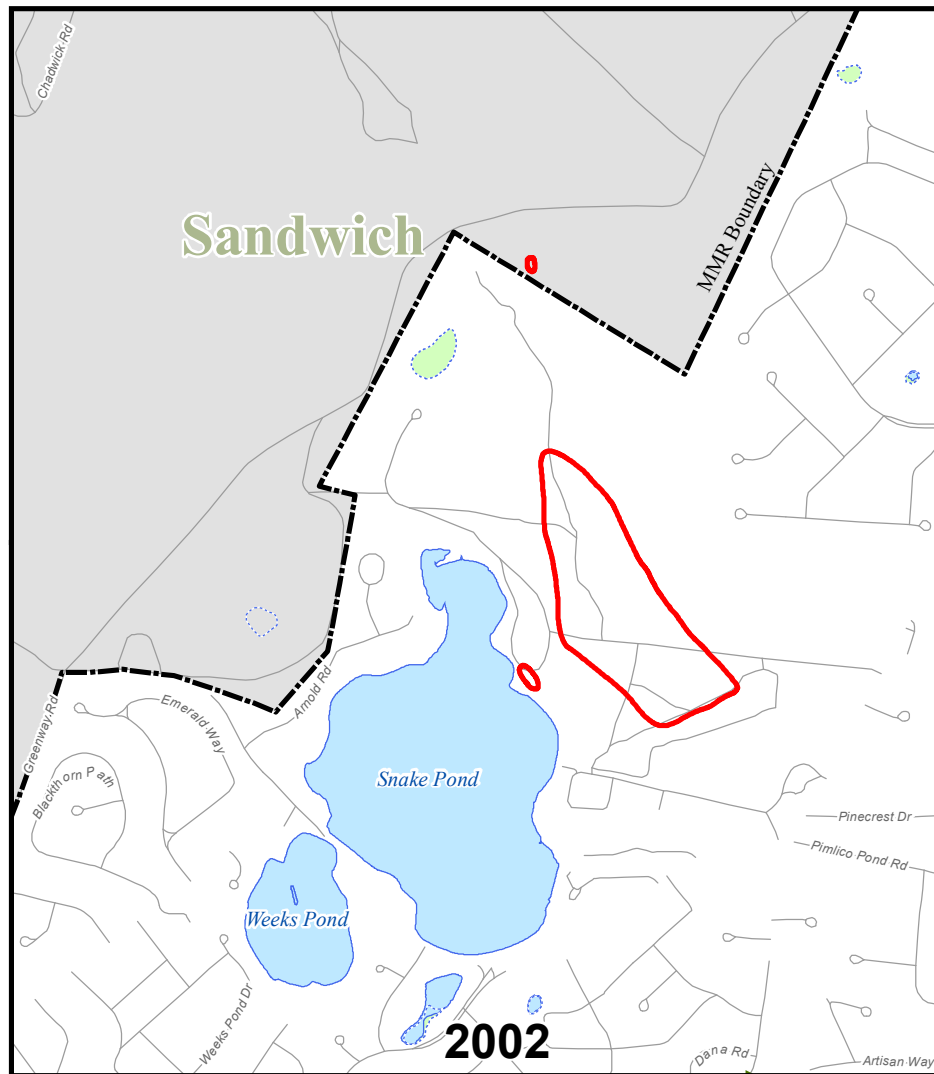 Chadwick Rd
Sandwich
MMR Boundary
Greenway Rd
Arnold Rd
Emerald Way
Blackthorn Path
Snake Pond
Pinecrest Dr
Pimlico Pond Rd
Weeks Pond
Weeks Pond Dr
2002
Dana Rd
Artisan Way